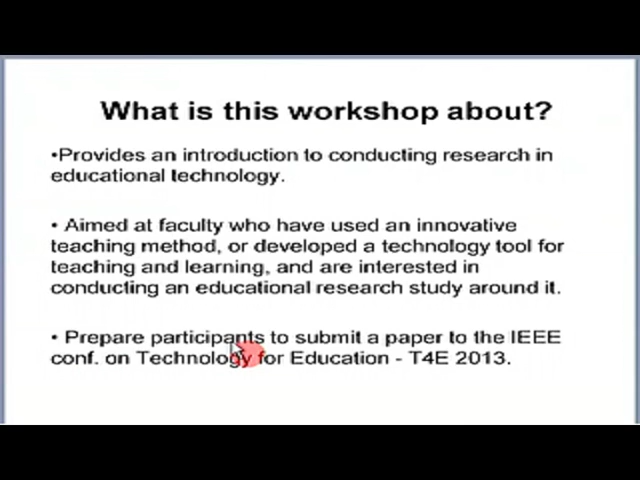 What is this workshop about?
•Provides an introduction to conducting research in
educational technology.
• Aimed at faculty who have used an innovative
teaching method, or developed a technology tool for
teaching and learning, and are interested in
conducting an educational research study around it.
• Prepare participants to submit a paper to the IEEE
conf. on Technology for Education - T4E 2013.